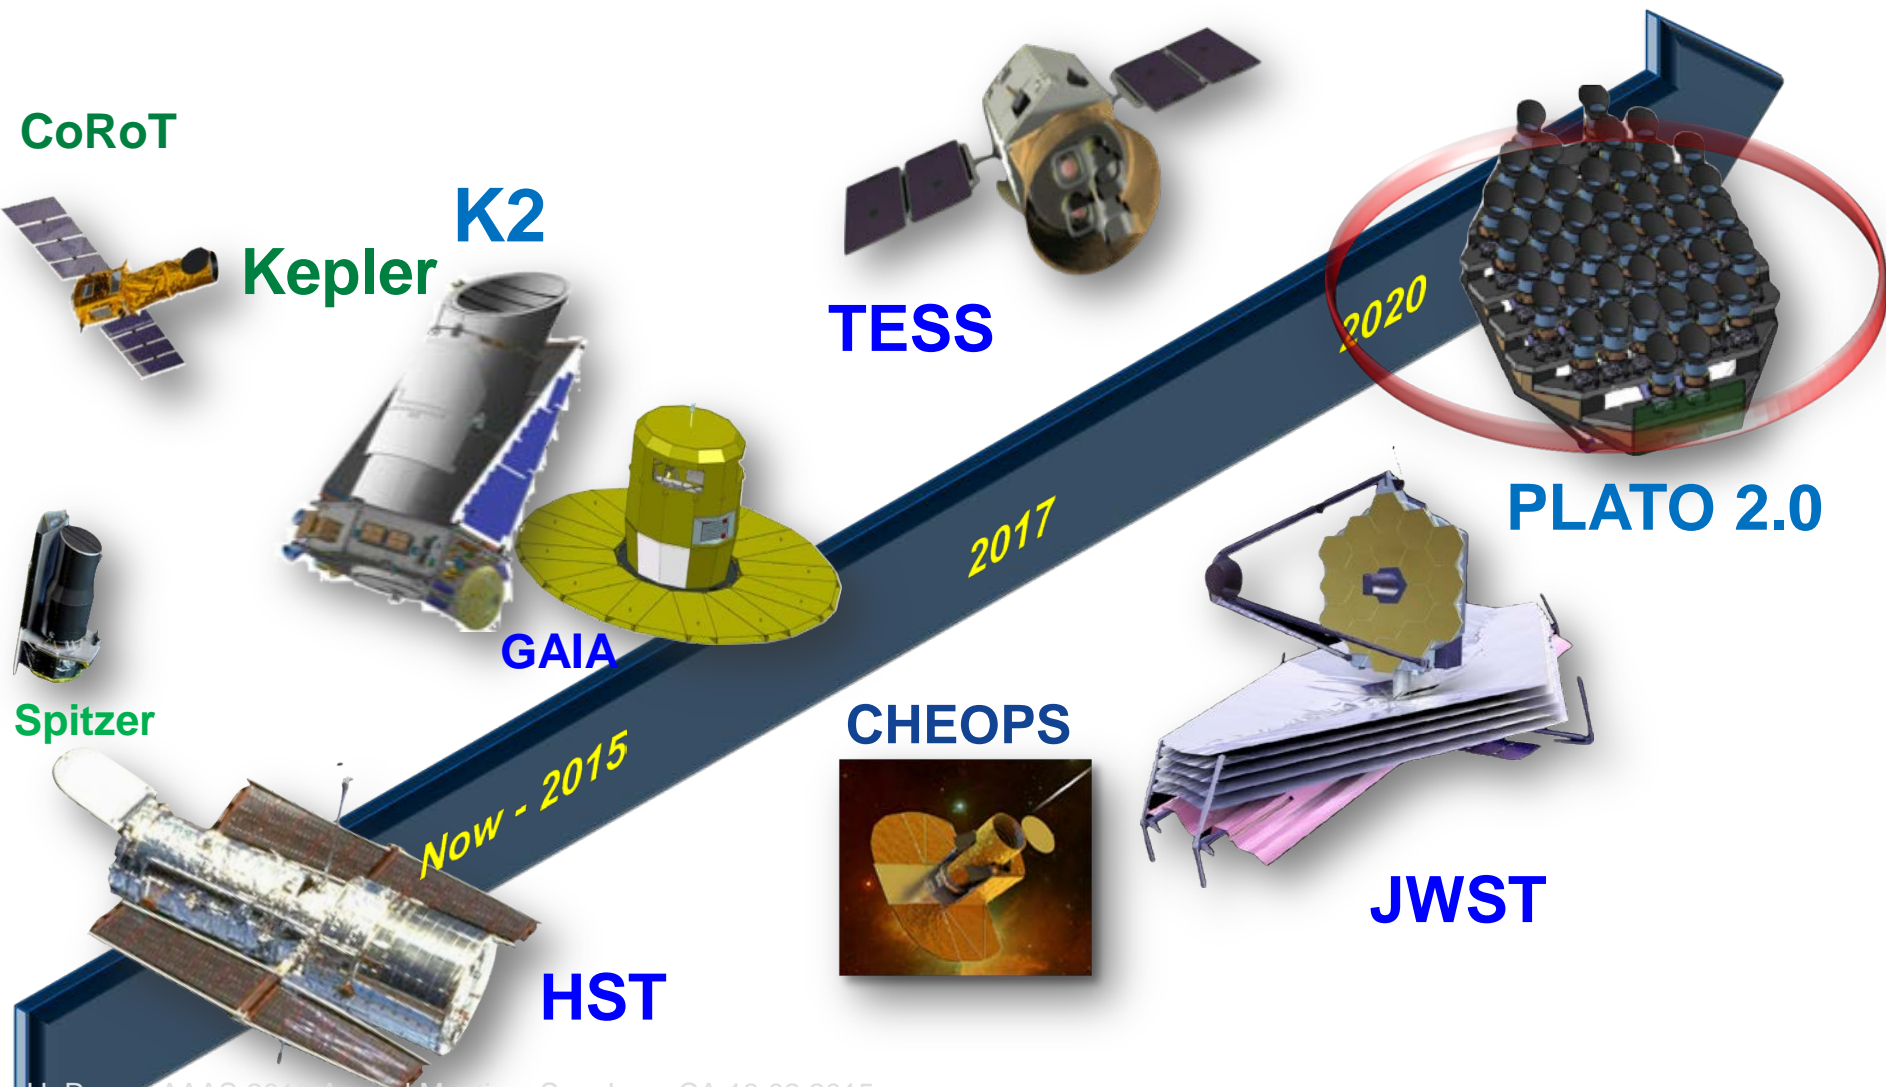 CoRoT
K2
Kepler
TESS
2020
PLATO 2.0
2017
GAIA
Spitzer
CHEOPS
Now - 2015
JWST
HST